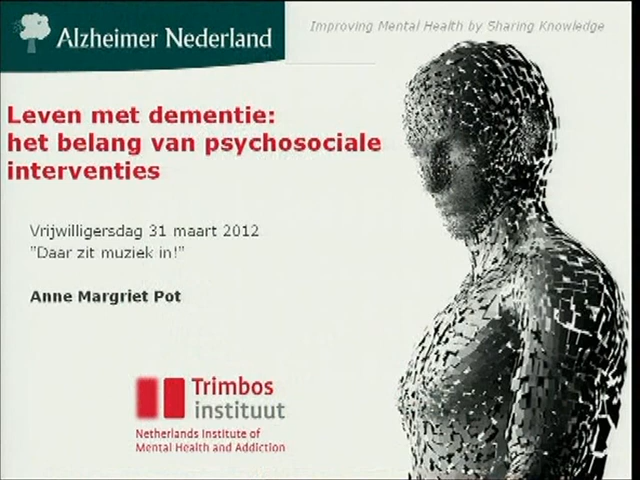 Alzheimer Nederland
Improving Mental Health by Sharing Knowledge
Leven met dementie:
het belang van psychosociale
interventies
Vrijwilligersdag 31 maart 2012
"Daar zit muziek in!"
Anne Margriet Pot
Trimbos
instituut
Netherlands Institute of
Mental Health and Addiction